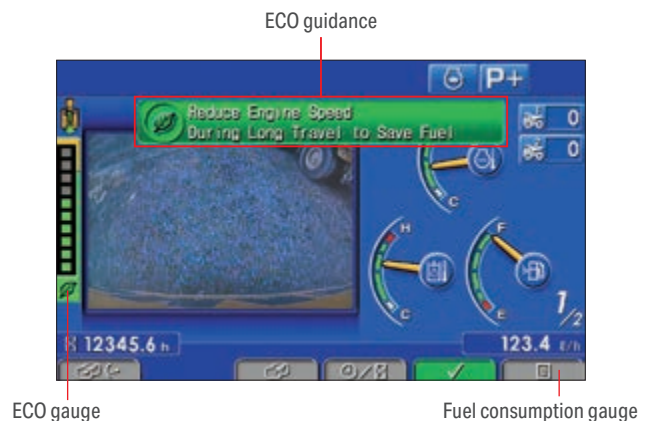 ECO guidance
P+
Reduce Engine Speed
During Long Travel to Save Fuel
0
0
C
H
F
C
E
1/2
12345.6 h
123.4 ℓ/h
ECO gauge
Fuel consumption gauge